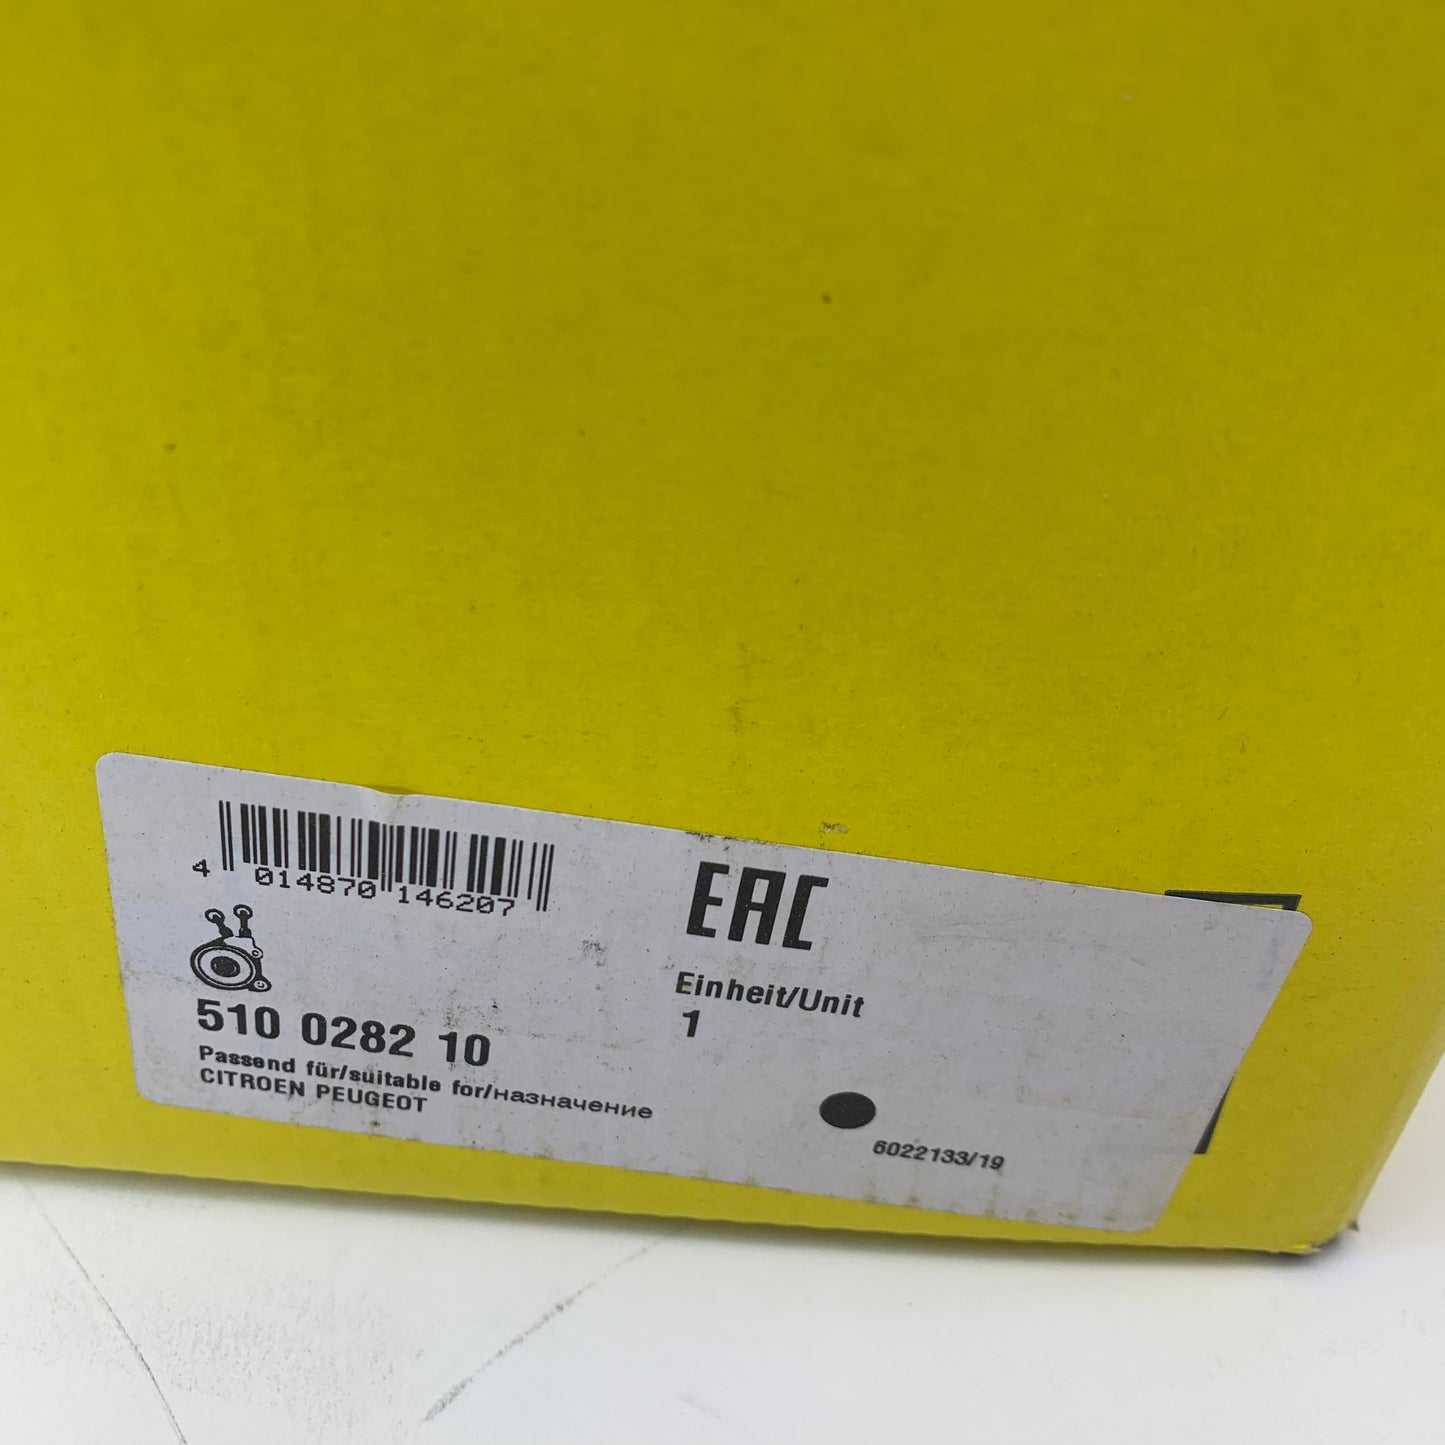 4 014870 146207
EAC
510 0282 10
Einheit/Unit
1
Passend für/suitable for/назначение
CITROEN PEUGEOT
6022133/19